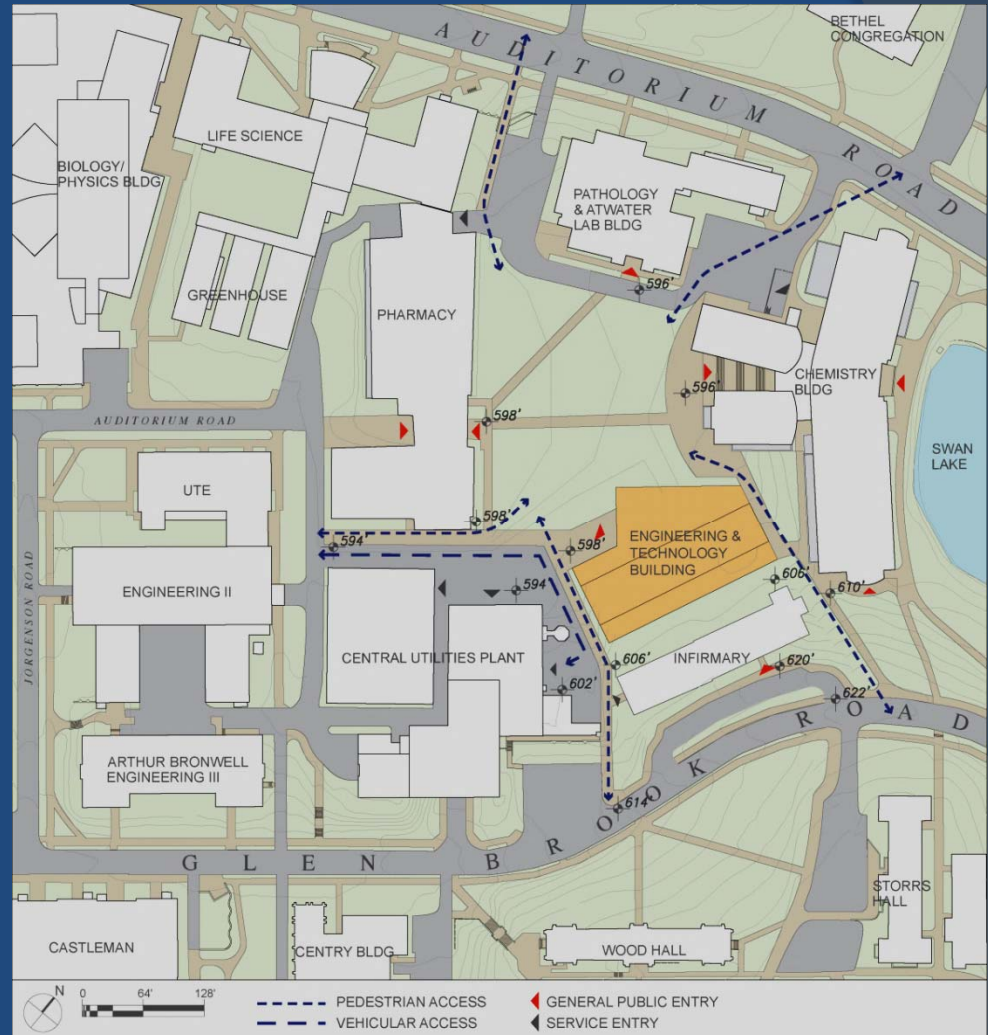 BETHEL
CONGREGATION
AUDITORIUM ROAD
LIFE SCIENCE
BIOLOGY/
PHYSICS BLDG
PATHOLOGY
& ATWATER
LAB BLDG
GREENHOUSE
596'
PHARMACY
CHEMISTRY
BLDG
596'
AUDITORIUM ROAD
598'
SWAN
LAKE
UTE
598'
594'
598'
ENGINEERING &
TECHNOLOGY
BUILDING
JORGENSON ROAD
ENGINEERING II
594
606'
610'
CENTRAL UTILITIES PLANT
606'
INFIRMARY
620'
602'
622'
ARTHUR BRONWELL
ENGINEERING III
614'
GLEN BROOK ROAD
STORRS
HALL
CASTLEMAN
CENTRY BLDG
WOOD HALL
N
0 64' 128'
PEDESTRIAN ACCESS
VEHICULAR ACCESS
GENERAL PUBLIC ENTRY
SERVICE ENTRY